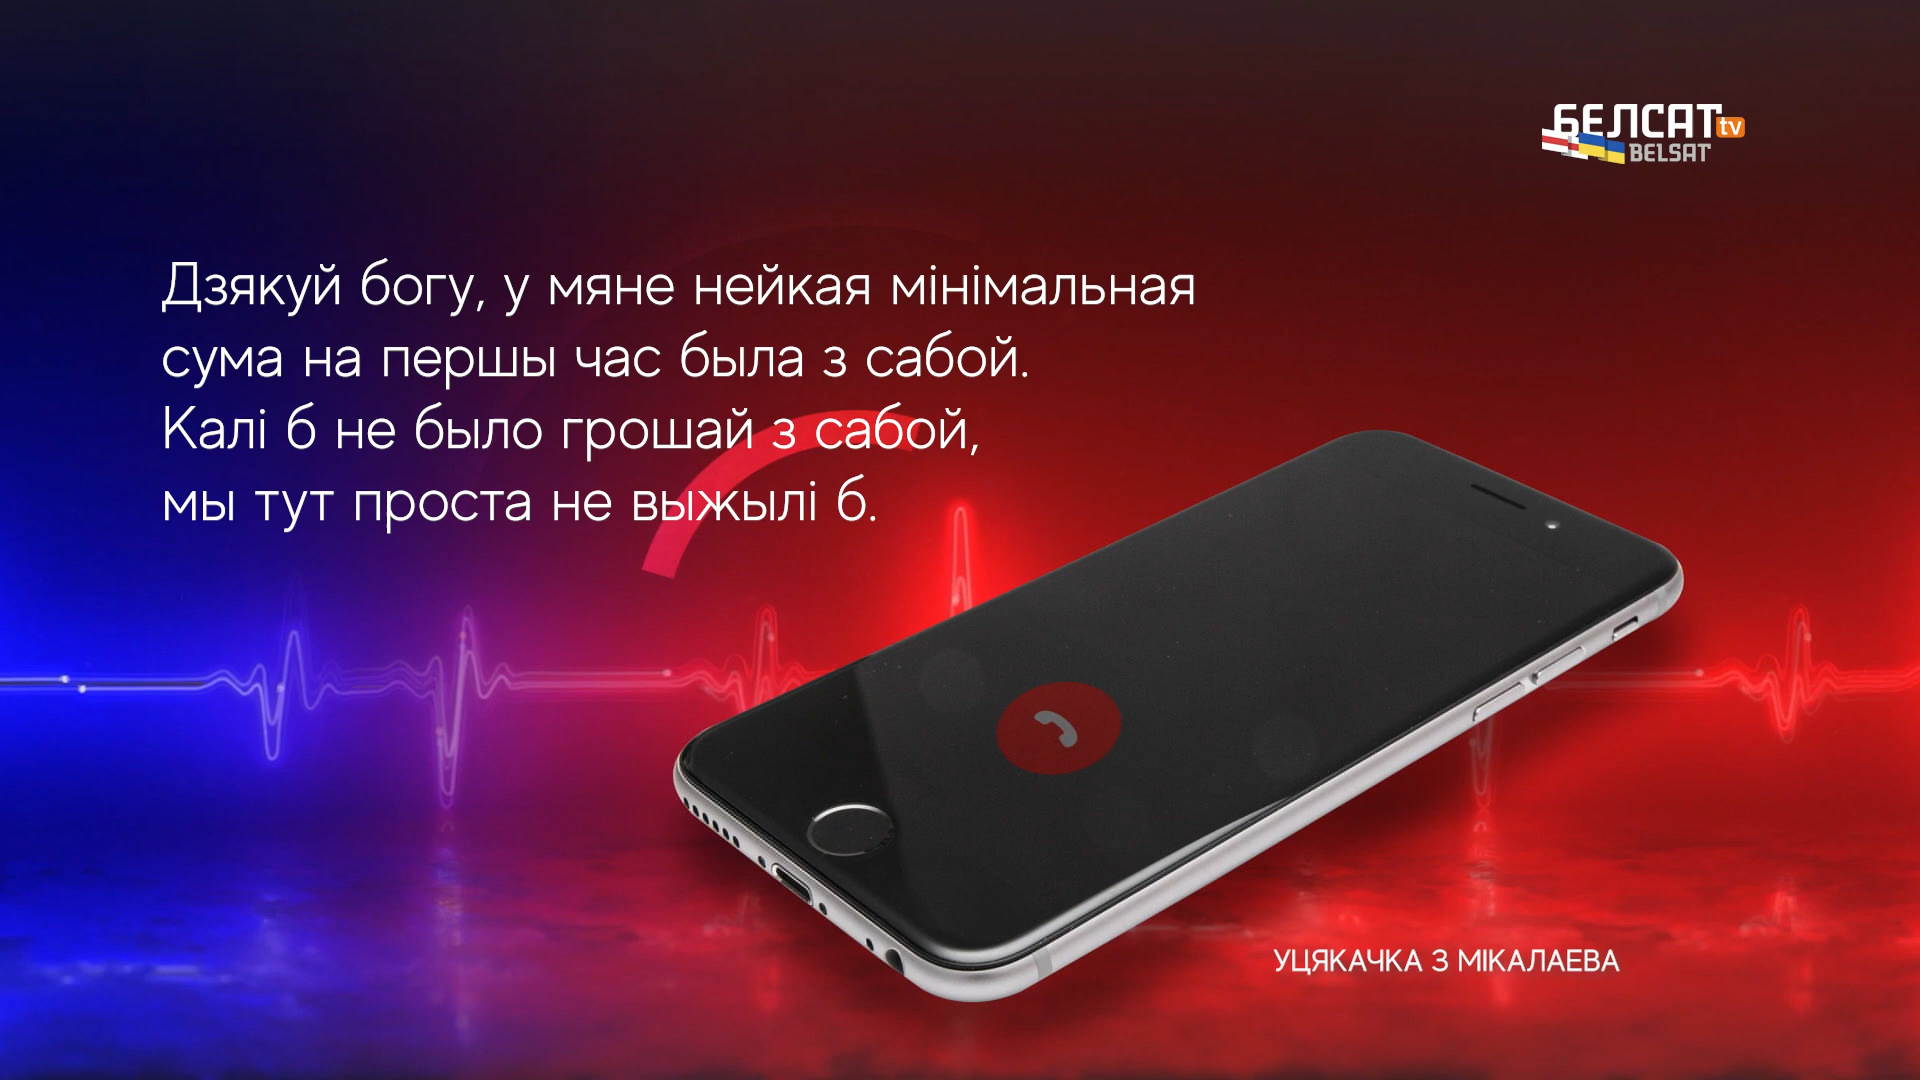 БЕЛСАТ tv
BELSAT
Дзякуй богу, у мяне нейкая мінімальная
сума на першы час была з сабой.
Калі б не было грошай з сабой,
мы тут проста не выжылі б.
УЦЯКАЧКА З МІКАЛАЕВА